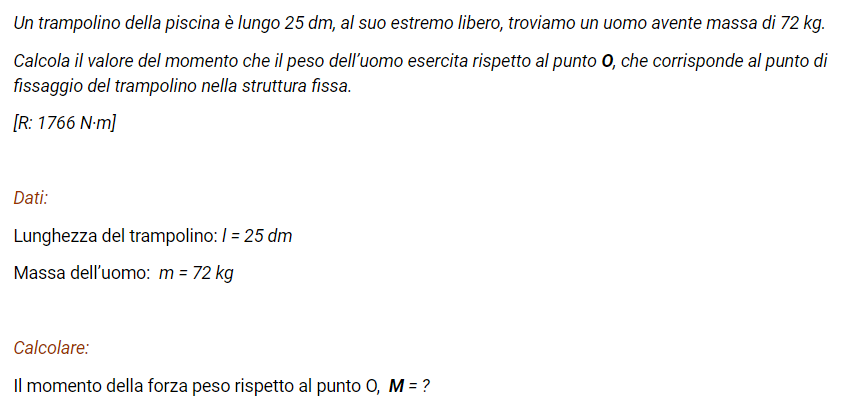 Un trampolino della piscina è lungo 25 dm, al suo estremo libero, troviamo un uomo avente massa di 72 kg.
Calcola il valore del momento che il peso dell’uomo esercita rispetto al punto O, che corrisponde al punto di
fissaggio del trampolino nella struttura fissa.
[R: 1766 N·m]
Dati:
Lunghezza del trampolino: l = 25 dm
Massa dell’uomo: m = 72 kg
Calcolare:
Il momento della forza peso rispetto al punto O, M = ?